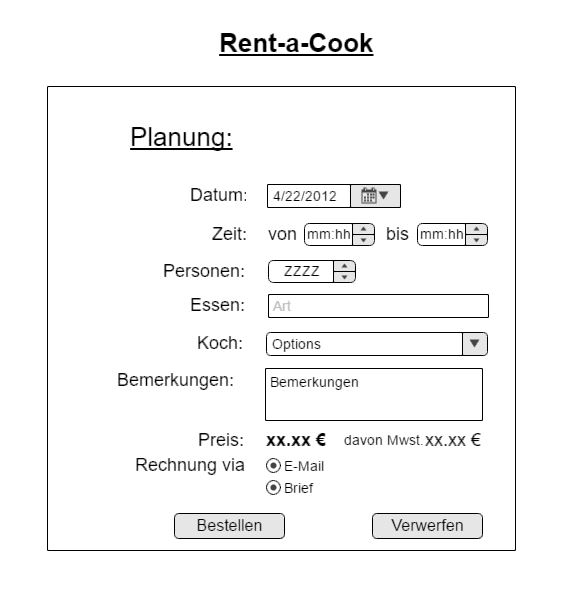 Rent-a-Cook
Planung:
Datum: 4/22/2012
Zeit: von mm:hh bis mm:hh
Personen: ZZZZ
Essen: Art
Koch: Options
Bemerkungen: Bemerkungen
Preis: xx.xx € davon Mwst. xx.xx €
Rechnung via E-Mail
Brief
Bestellen Verwerfen